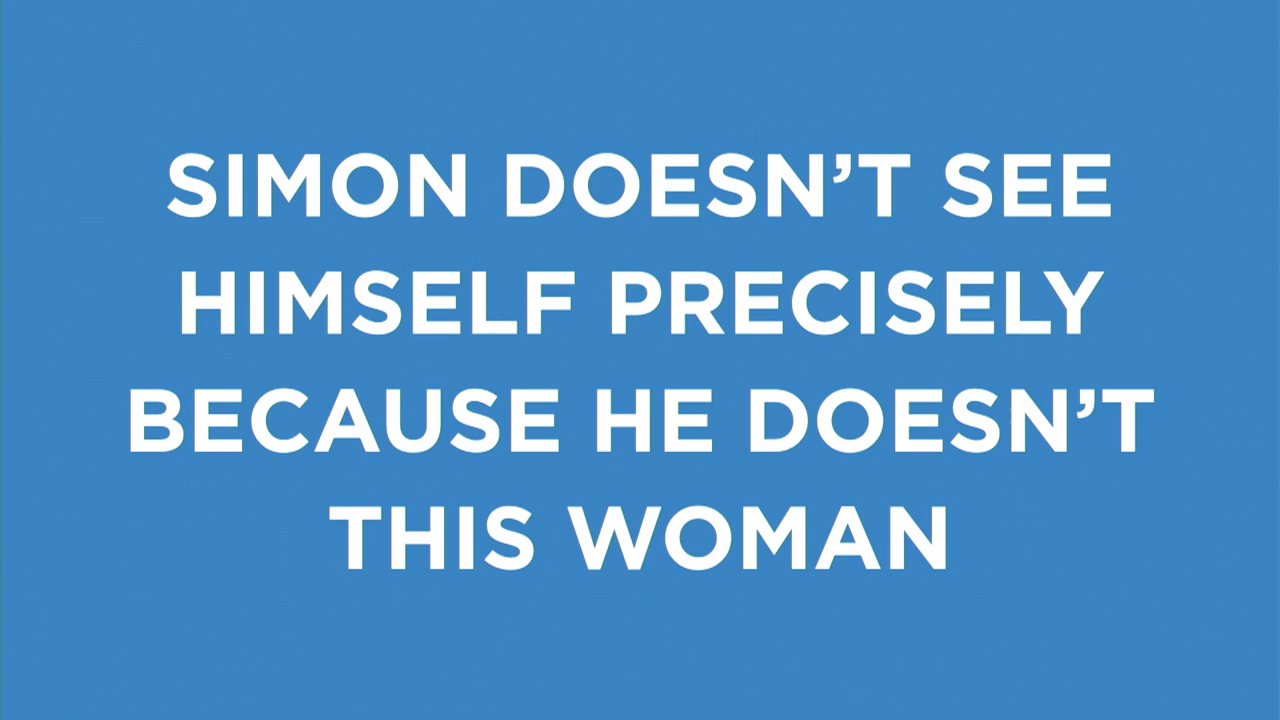 SIMON DOESN’T SEE
HIMSELF PRECISELY
BECAUSE HE DOESN’T
THIS WOMAN